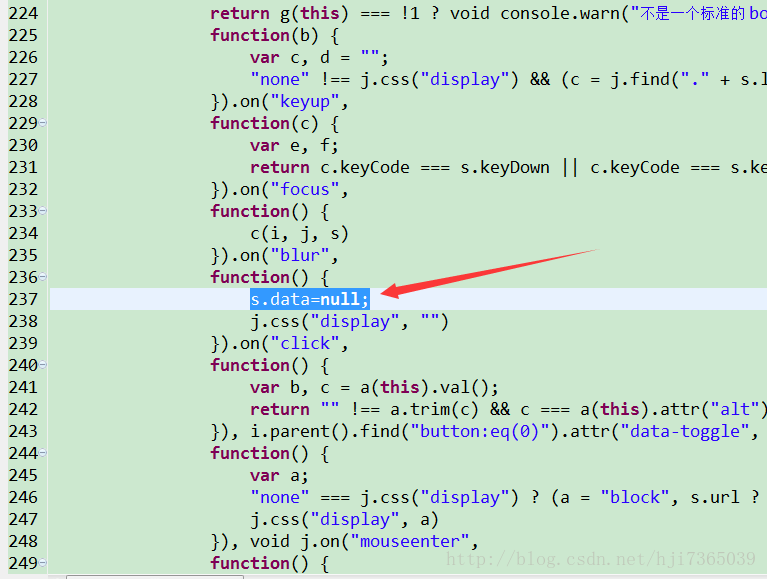 224 return g(this) === !1 ? void console.warn("不是一个标准的 bo
225 function(b) {
226 var c, d = "";
227 "none" !== j.css("display") && (c = j.find("." + s.l
228 }).on("keyup",
229 function(c) {
230 var e, f;
231 return c.keyCode === s.keyDown || c.keyCode === s.ke
232 }).on("focus",
233 function() {
234 c(i, j, s)
235 }).on("blur",
236 function() {
237 s.data=null;
238 j.css("display", "")
239 }).on("click",
240 function() {
241 var b, c = a(this).val();
242 return "" !== a.trim(c) && c === a(this).attr("alt")
243 }), i.parent().find("button:eq(0)").attr("data-toggle",
244 function() {
245 var a;
246 "none" === j.css("display") ? (a = "block", s.url ?
247 j.css("display", a)
248 }), void j.on("mouseenter",
249 function() {
http://blog.csdn.net/hji7365039